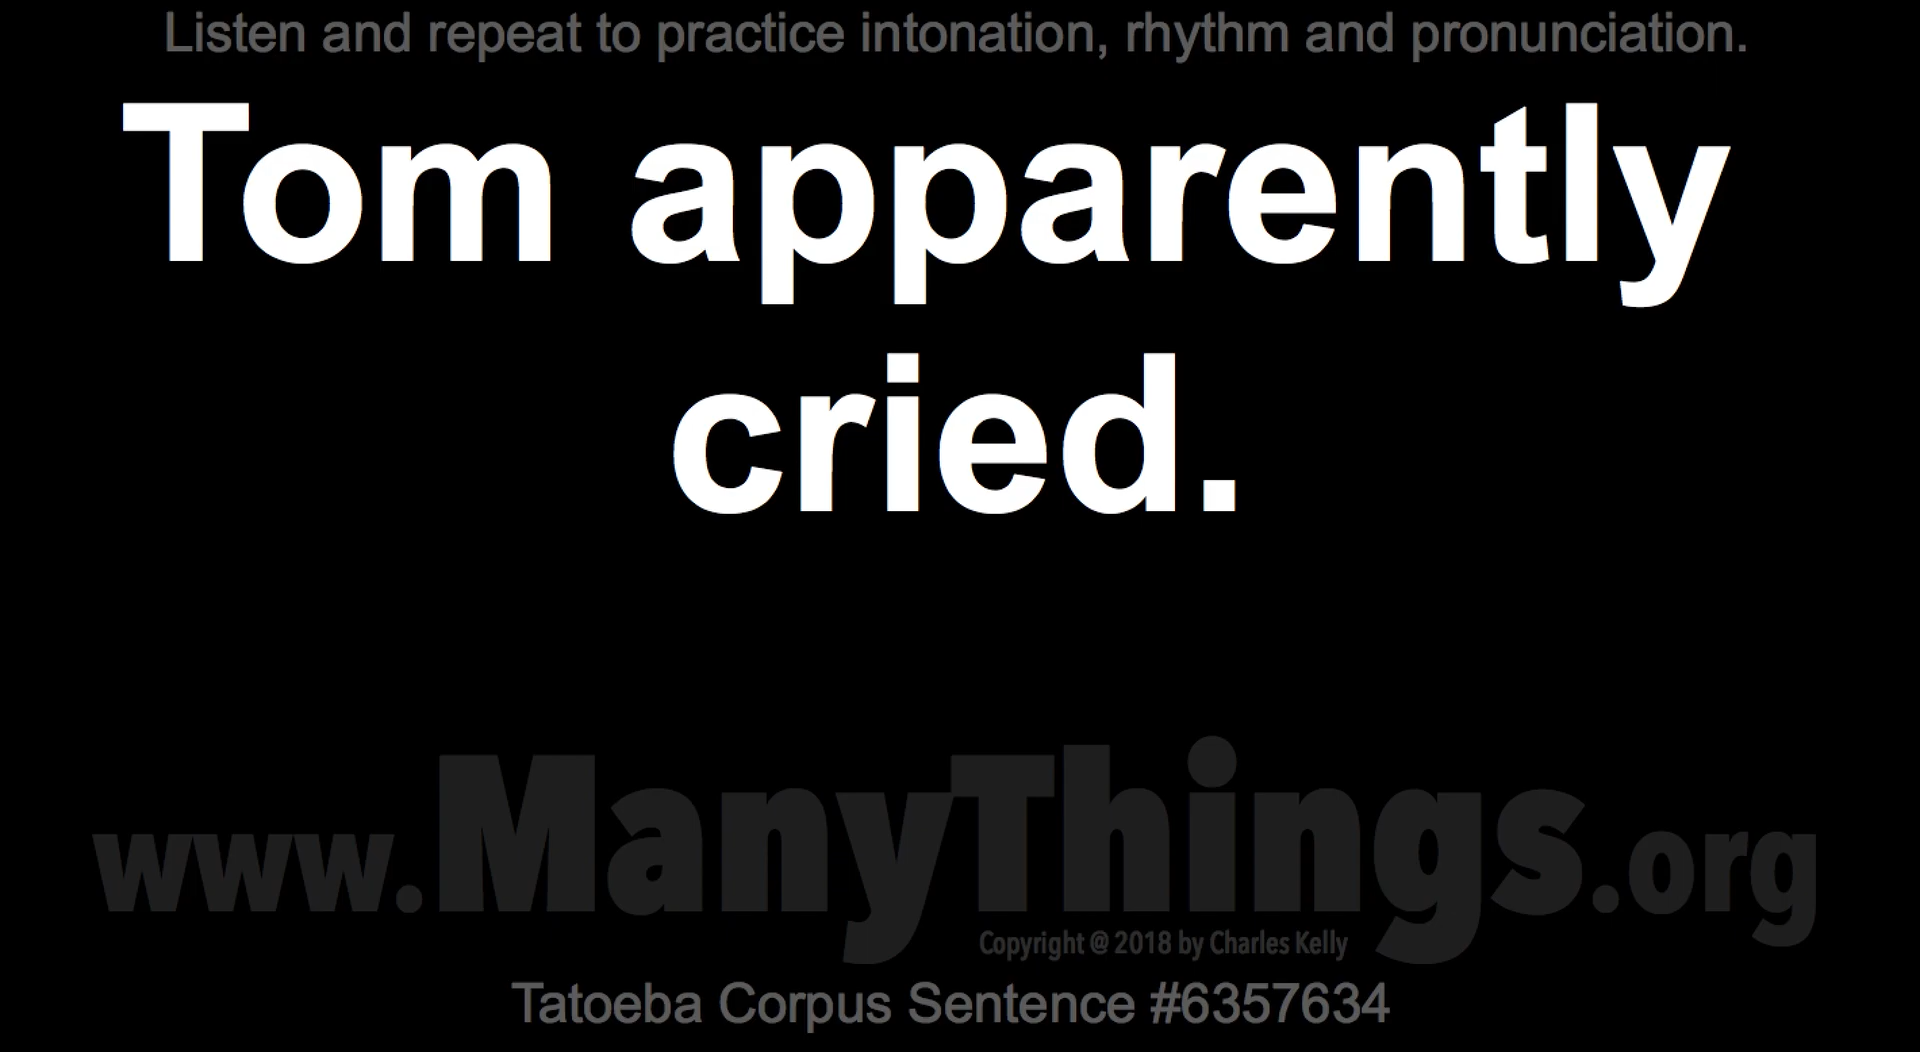 Listen and repeat to practice intonation, rhythm and pronunciation.
Tom apparently
cried.
www.ManyThings.org
Copyright @ 2018 by Charles Kelly
Tatoeba Corpus Sentence #6357634